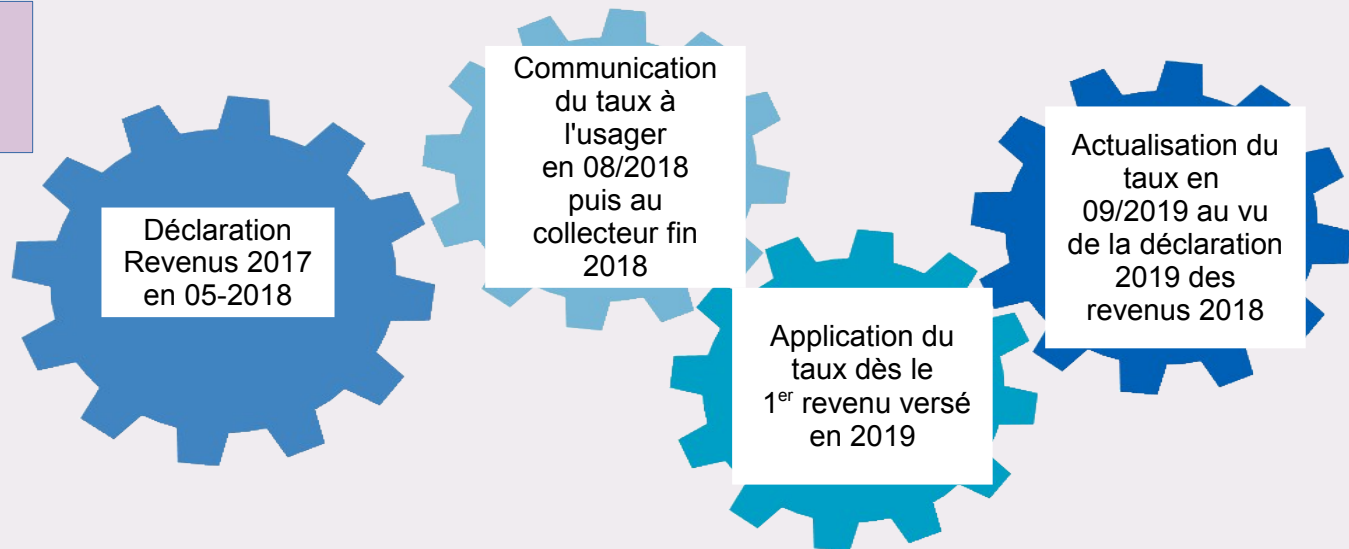 Déclaration
Revenus 2017
en 05-2018
Communication
du taux à
l'usager
en 08/2018
puis au
collecteur fin
2018
Application du
taux dès le
1er revenu versé
en 2019
Actualisation du
taux en
09/2019 au vu
de la déclaration
2019 des
revenus 2018